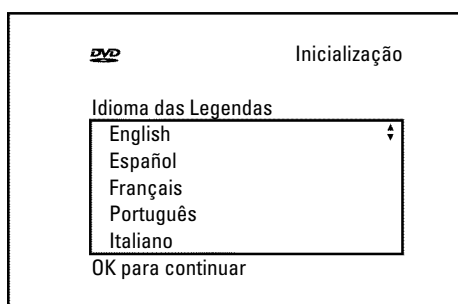 DVD
Inicialização
Idioma das Legendas
English
Español
Français
Português
Italiano
OK para continuar